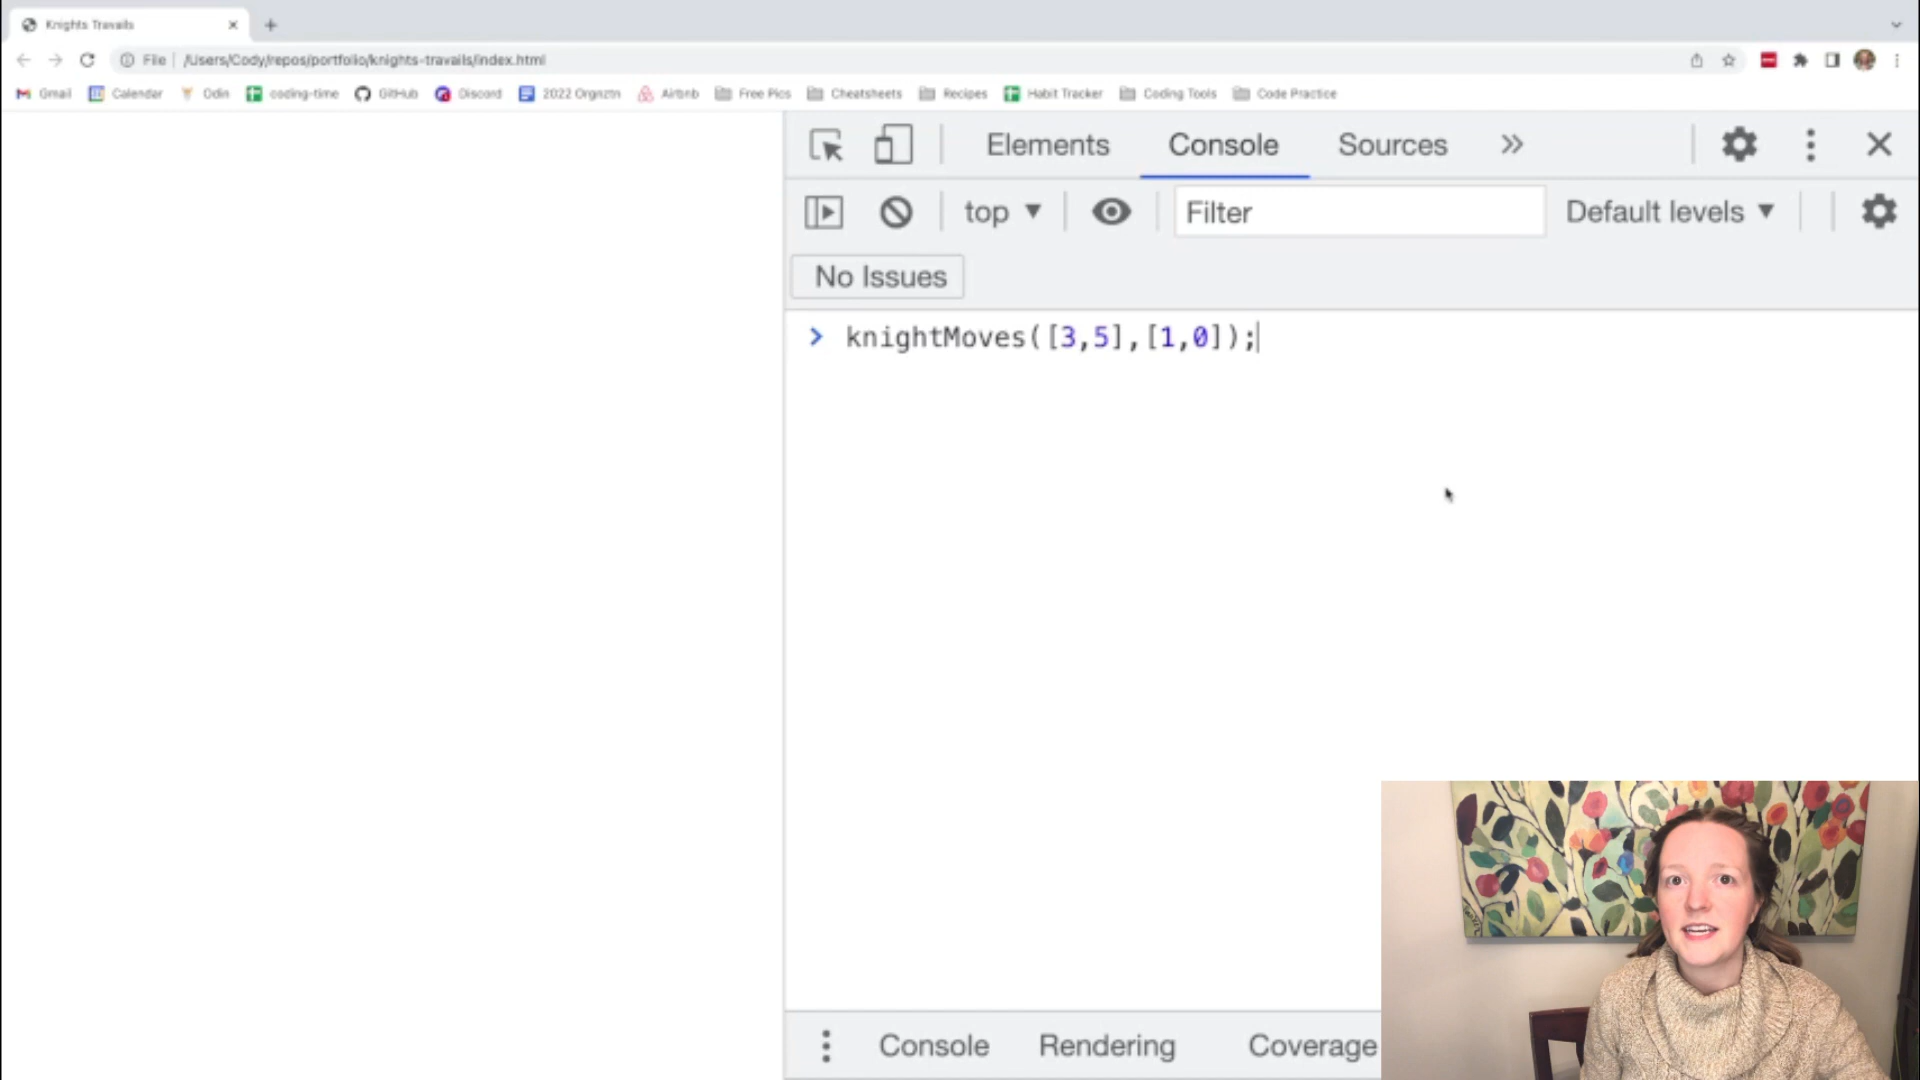 Knights Travails
File /Users/Cody/repos/portfolio/knights-travails/index.html
Gmail Calendar Odin coding-time GitHub Discord 2022 Orgnztn Airbnb Free Pics Cheatsheets Recipes Habit Tracker Coding Tools Code Practice
Elements Console Sources
top Filter Default levels
No Issues
> knightMoves([3,5],[1,0]);
Console Rendering Coverage